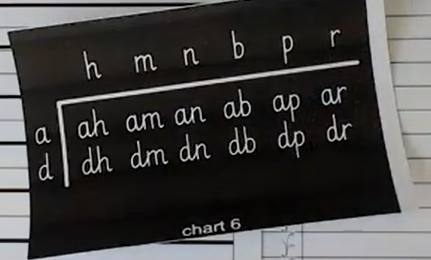 h m n b p r
a ah am an ab ap ar
d dh dm dn db dp dr
chart 6